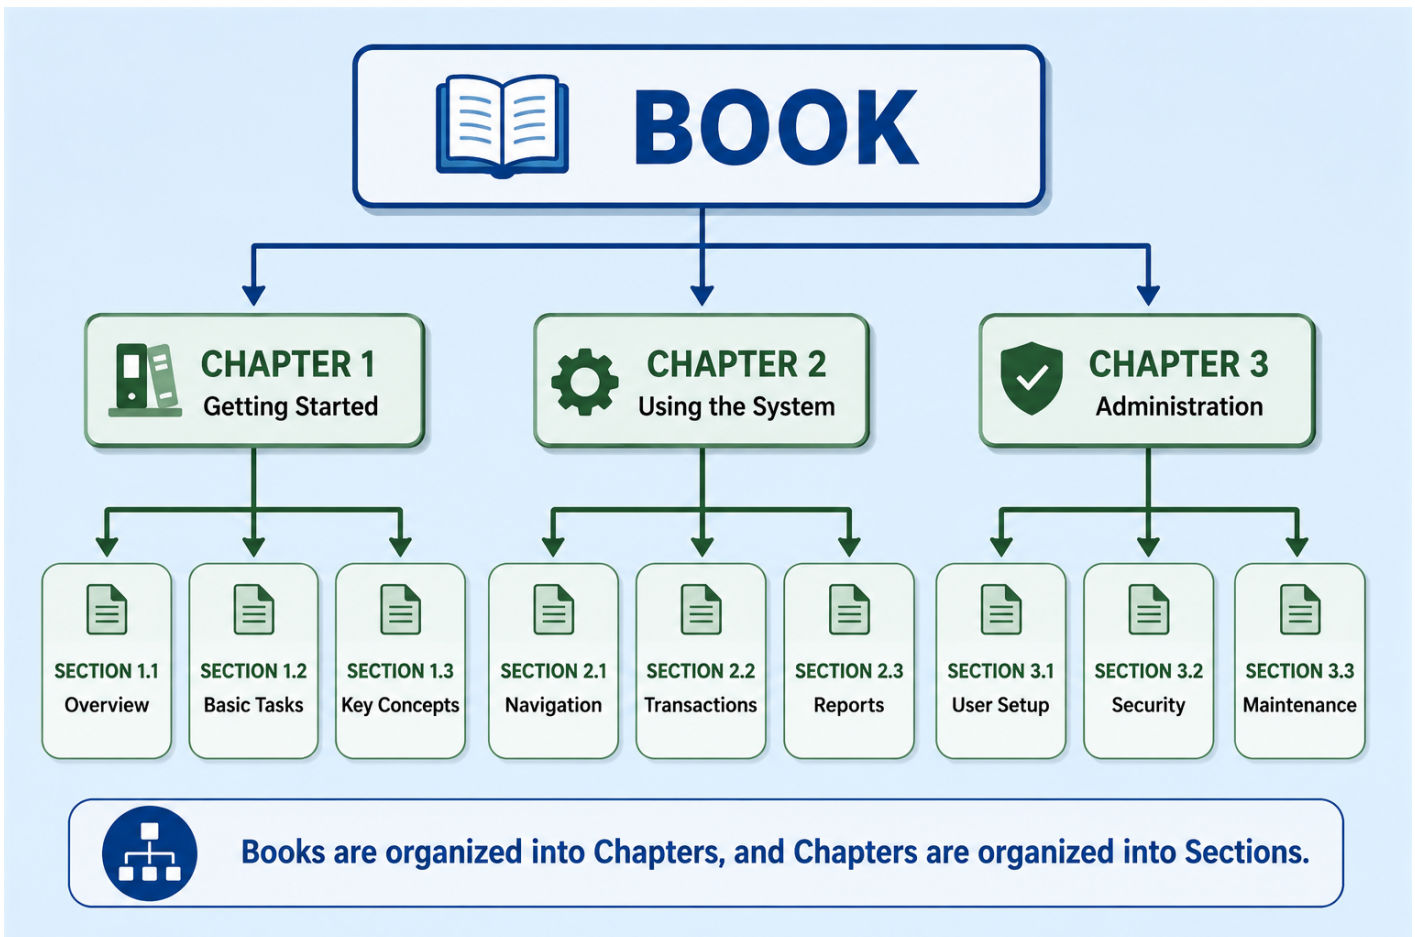 BOOK
CHAPTER 1
Getting Started
CHAPTER 2
Using the System
CHAPTER 3
Administration
SECTION 1.1
Overview
SECTION 1.2
Basic Tasks
SECTION 1.3
Key Concepts
SECTION 2.1
Navigation
SECTION 2.2
Transactions
SECTION 2.3
Reports
SECTION 3.1
User Setup
SECTION 3.2
Security
SECTION 3.3
Maintenance
Books are organized into Chapters, and Chapters are organized into Sections.